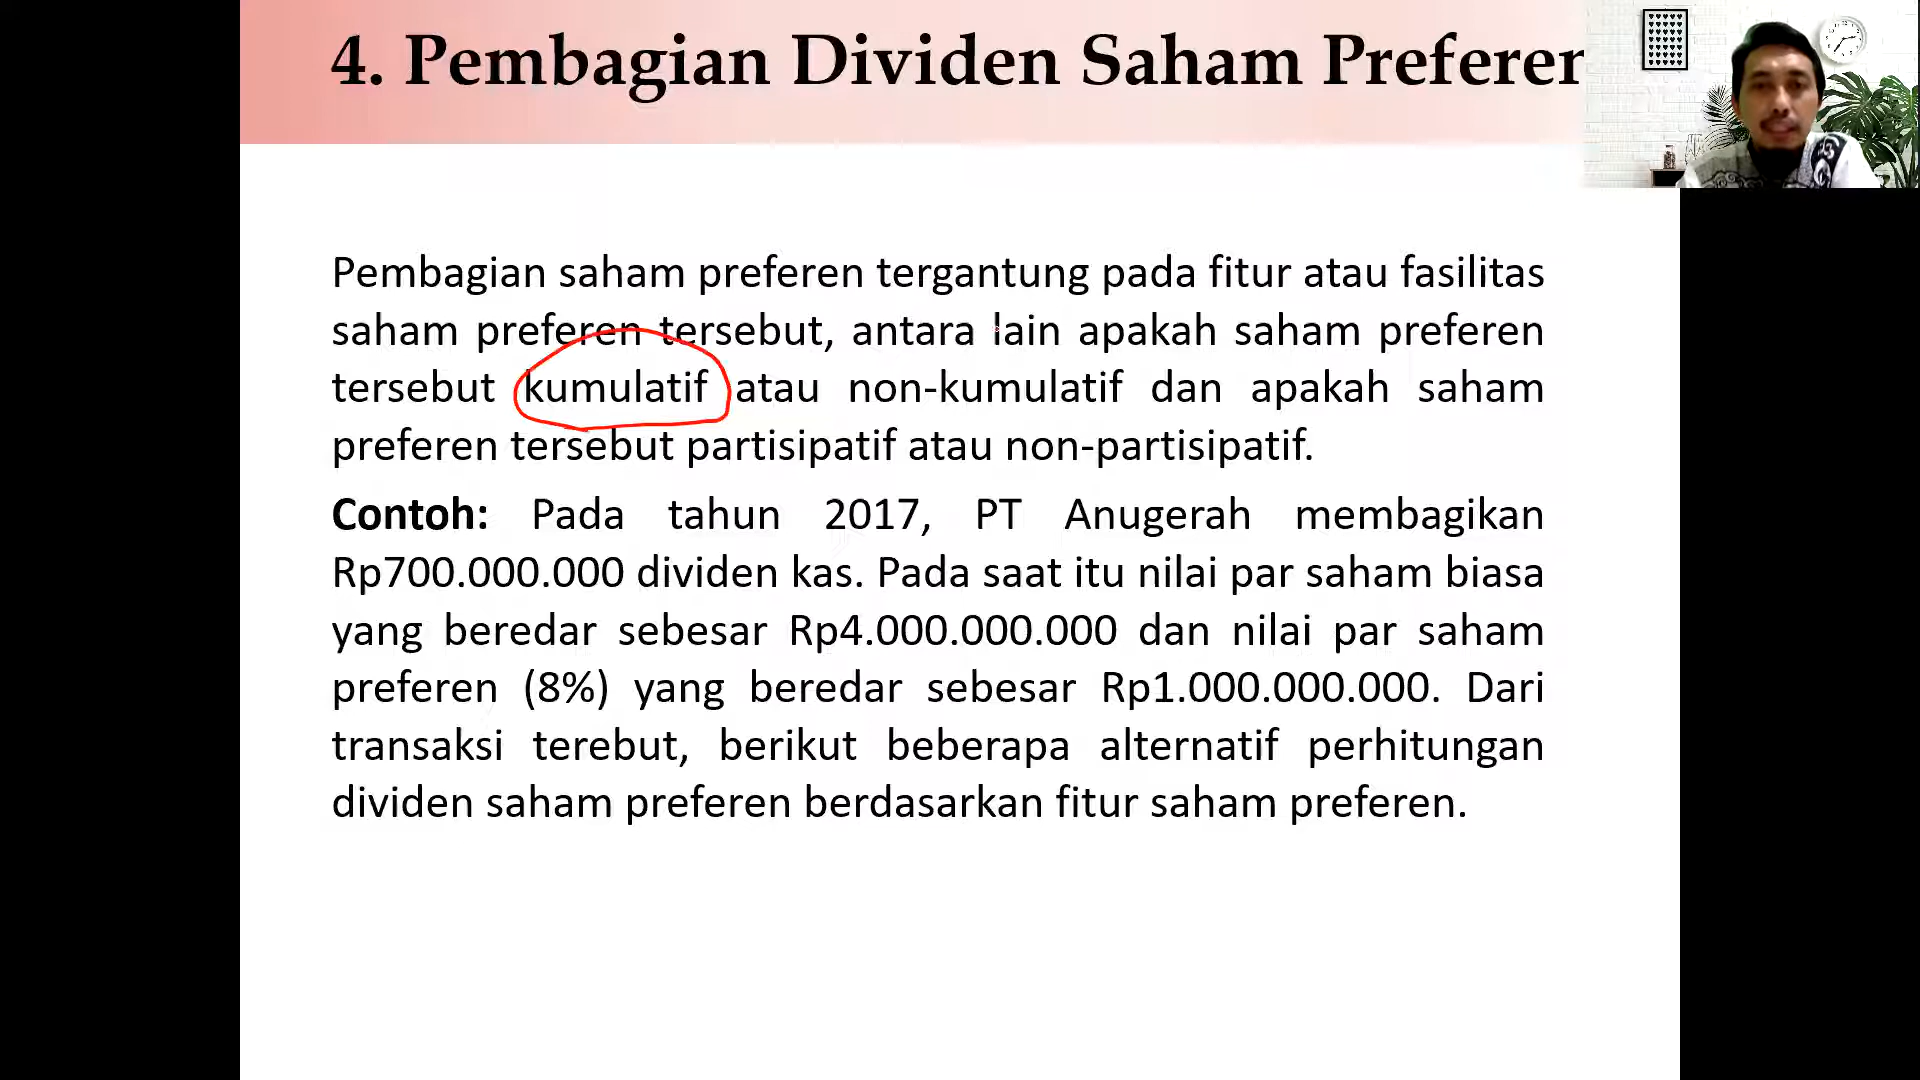 4. Pembagian Dividen Saham Preferen
Pembagian saham preferen tergantung pada fitur atau fasilitas
saham preferen tersebut, antara lain apakah saham preferen
tersebut kumulatif atau non-kumulatif dan apakah saham
preferen tersebut partisipatif atau non-partisipatif.
Contoh: Pada tahun 2017, PT Anugerah membagikan
Rp700.000.000 dividen kas. Pada saat itu nilai par saham biasa
yang beredar sebesar Rp4.000.000.000 dan nilai par saham
preferen (8%) yang beredar sebesar Rp1.000.000.000. Dari
transaksi terebut, berikut beberapa alternatif perhitungan
dividen saham preferen berdasarkan fitur saham preferen.